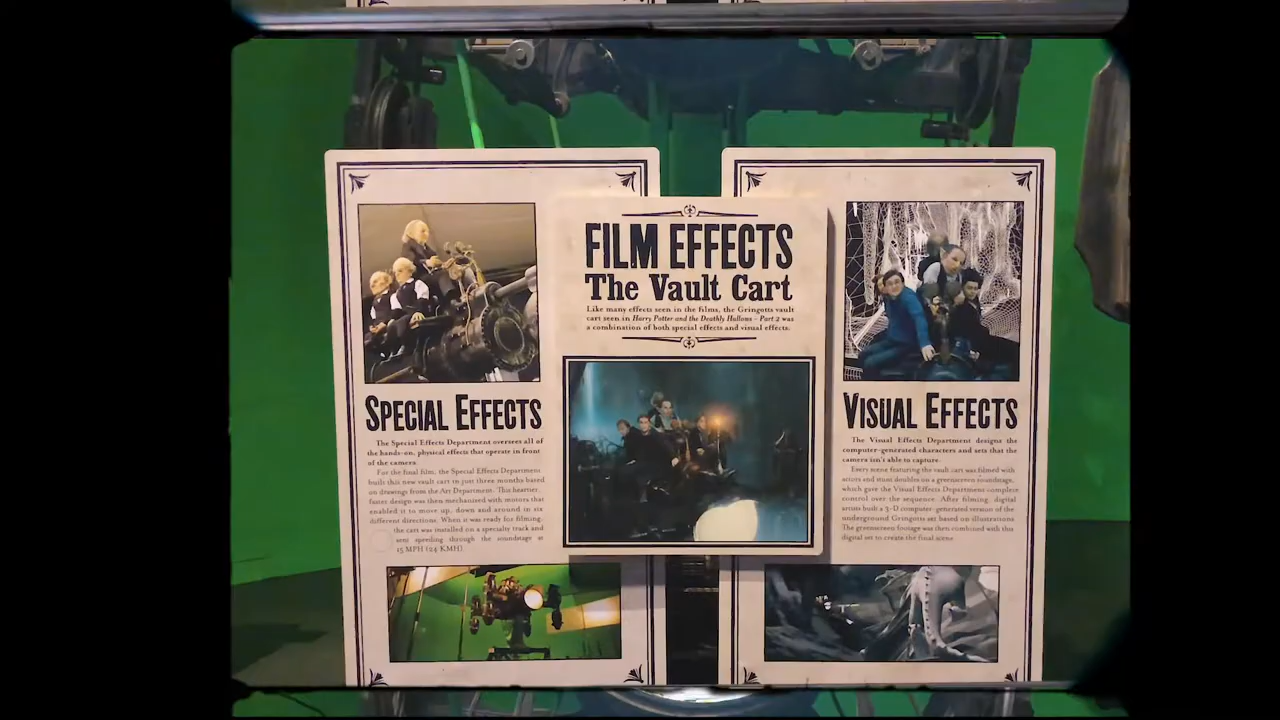 FILM EFFECTS
The Vault Cart
Like many effects seen in the films, the Gringotts vault
cart seen in Harry Potter and the Deathly Hallows - Part 2 was
a combination of both special effects and visual effects.
SPECIAL EFFECTS
The Special Effects Department oversees all of
the hands-on, physical effects that operate in front
of the camera.
For the final film, the Special Effects Department
built this new vault cart in just three months based
on drawings from the Art Department. This heavier,
faster design was then mechanised with motors that
enabled it to move up, down and around in six
different directions. When it was ready for filming,
the cart was installed on a specialty track and
sent speeding through the soundstage at
15 MPH (24 KMH).
VISUAL EFFECTS
The Visual Effects Department designs the
computer-generated characters and sets that the
camera isn't able to capture.
Every scene featuring the vault cart was filmed with
actors and stunt doubles on a greenscreen soundstage,
which gave the Visual Effects Department complete
control over the sequence. After filming, digital
artists built a 3-D computer-generated version of the
underground Gringotts set based on illustrations.
The greenscreen footage was then combined with this
digital set to create the final scene.